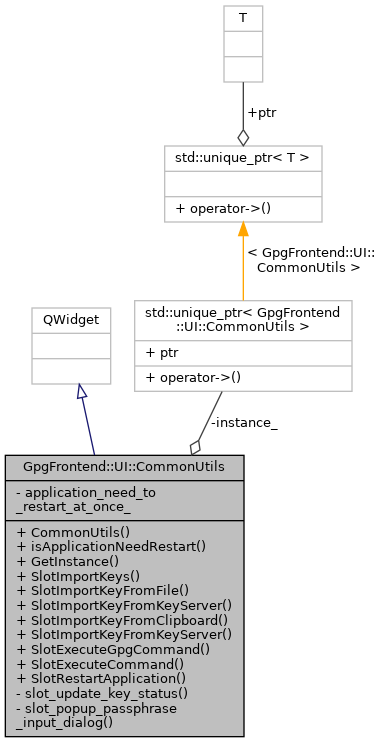 T
+ptr
std::unique_ptr< T >
+ operator->()
< GpgFrontend::UI::
CommonUtils >
QWidget
std::unique_ptr< GpgFrontend
::UI::CommonUtils >
+ ptr
+ operator->()
-instance_
GpgFrontend::UI::CommonUtils
- application_need_to
_restart_at_once_
+ CommonUtils()
+ isApplicationNeedRestart()
+ GetInstance()
+ SlotImportKeys()
+ SlotImportKeyFromFile()
+ SlotImportKeyFromKeyServer()
+ SlotImportKeyFromClipboard()
+ SlotImportKeyFromKeyServer()
+ SlotExecuteGpgCommand()
+ SlotExecuteCommand()
+ SlotRestartApplication()
- slot_update_key_status()
- slot_popup_passphrase
_input_dialog()